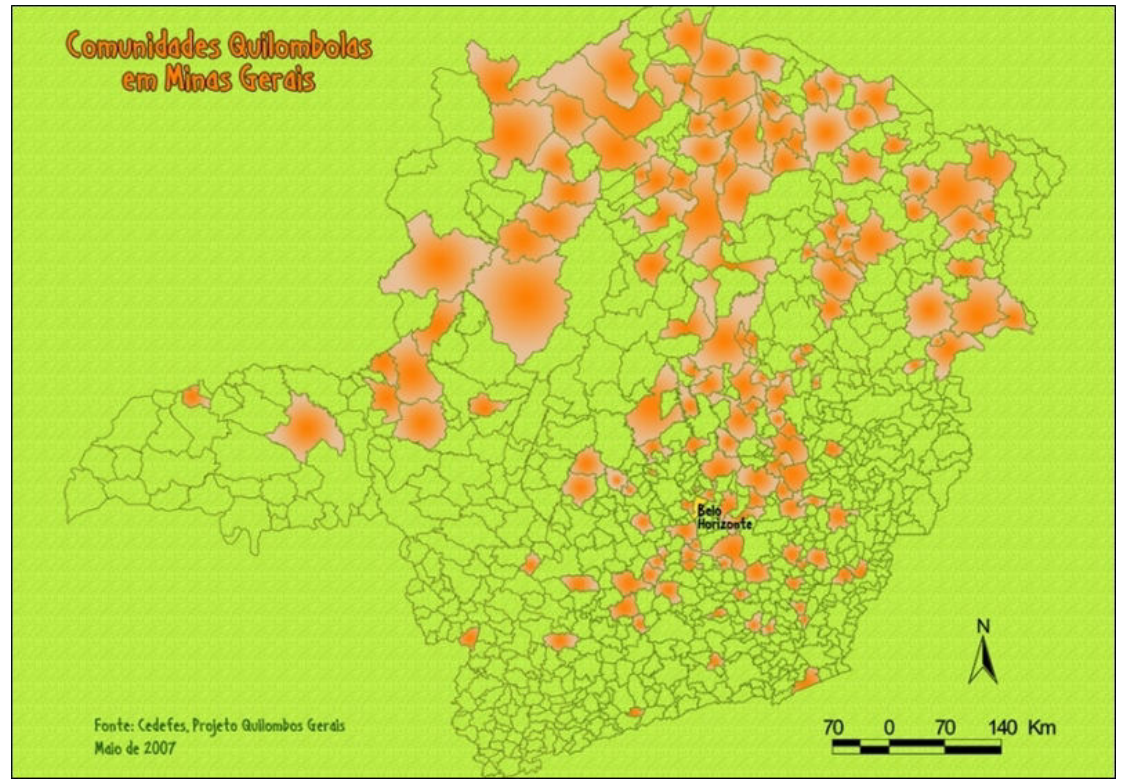 Comunidades Quilombolas
em Minas Gerais
Belo
Horizonte
N
Fonte: Cedefes, Projeto Quilombos Gerais
Maio de 2007
70 0 70 140 Km